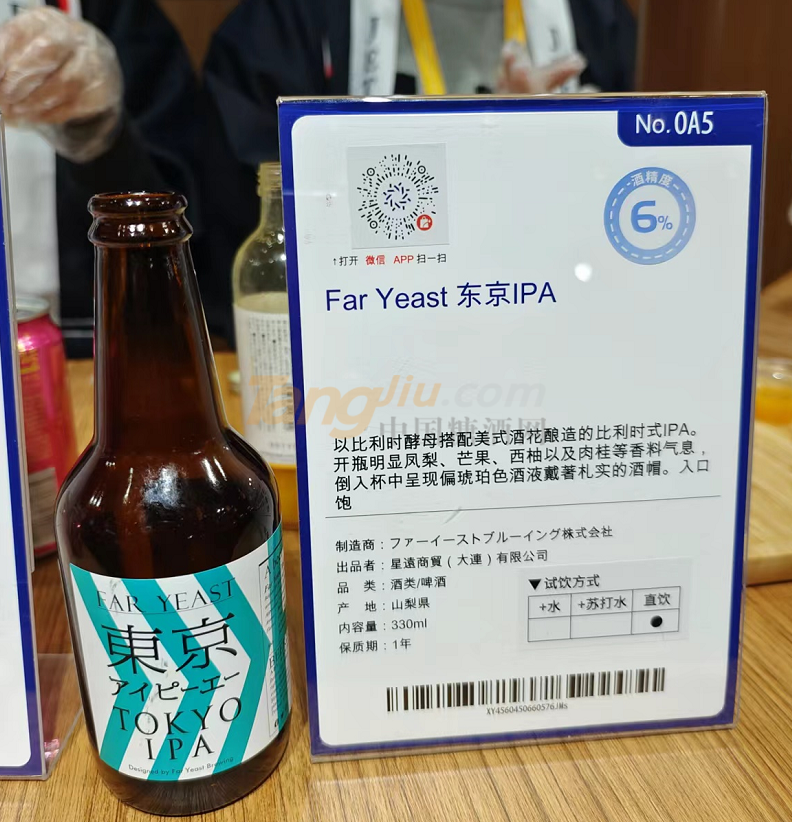 No. 0A5
酒精度
6%
↑打开 微信 APP 扫一扫
Far Yeast 东京IPA
TangJiu.com
中国糖酒网
以比利时酵母搭配美式酒花酿造的比利时式IPA。
开瓶明显凤梨、芒果、西柚以及肉桂等香料气息，
倒入杯中呈现偏琥珀色酒液戴著札实的酒帽。入口
饱
制造商：ファーイーストブルーイング株式会社
出品者：星遠商貿（大連）有限公司
品 类：酒类/啤酒
产 地：山梨県
内容量：330ml
保质期：1年
▼试饮方式
+水 +苏打水 直饮
●
XY4560450660576JMs
FAR YEAST
東京
アイピーエー
TOKYO
IPA
Designed by Far Yeast Brewing